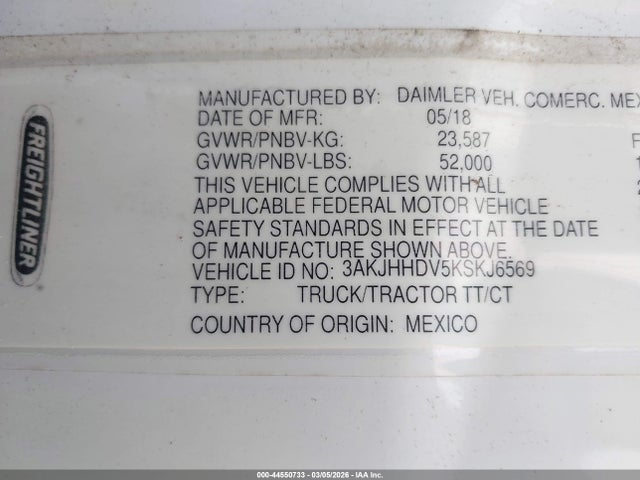 FREIGHTLINER
MANUFACTURED BY: DAIMLER VEH. COMERC. MEX
DATE OF MFR: 05/18
GVWR/PNBV-KG: 23,587
GVWR/PNBV-LBS: 52,000
THIS VEHICLE COMPLIES WITH ALL
APPLICABLE FEDERAL MOTOR VEHICLE
SAFETY STANDARDS IN EFFECT AT THE DATE
OF MANUFACTURE SHOWN ABOVE.
VEHICLE ID NO: 3AKJHHDV5KSKJ6569
TYPE: TRUCK/TRACTOR TT/CT
COUNTRY OF ORIGIN: MEXICO
000-44550733 - 03/05/2026 - IAA Inc.